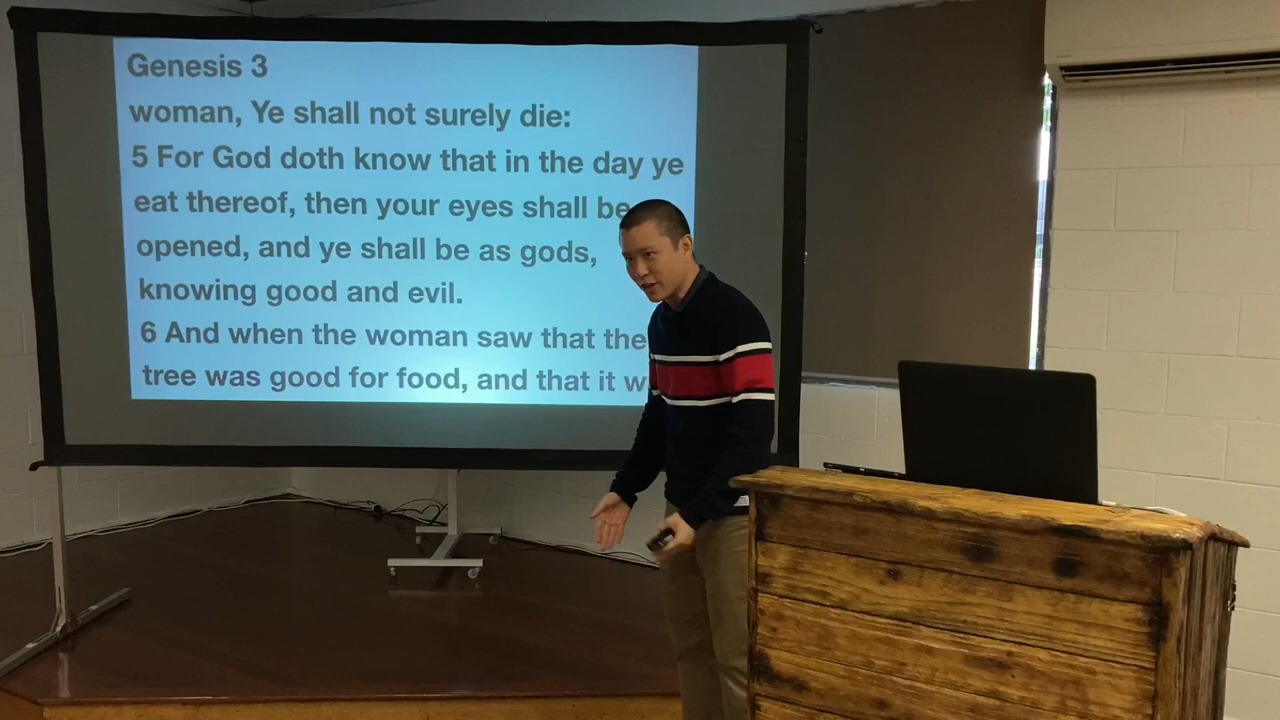 Genesis 3
woman, Ye shall not surely die:
5 For God doth know that in the day ye
eat thereof, then your eyes shall be
opened, and ye shall be as gods,
knowing good and evil.
6 And when the woman saw that the
tree was good for food, and that it